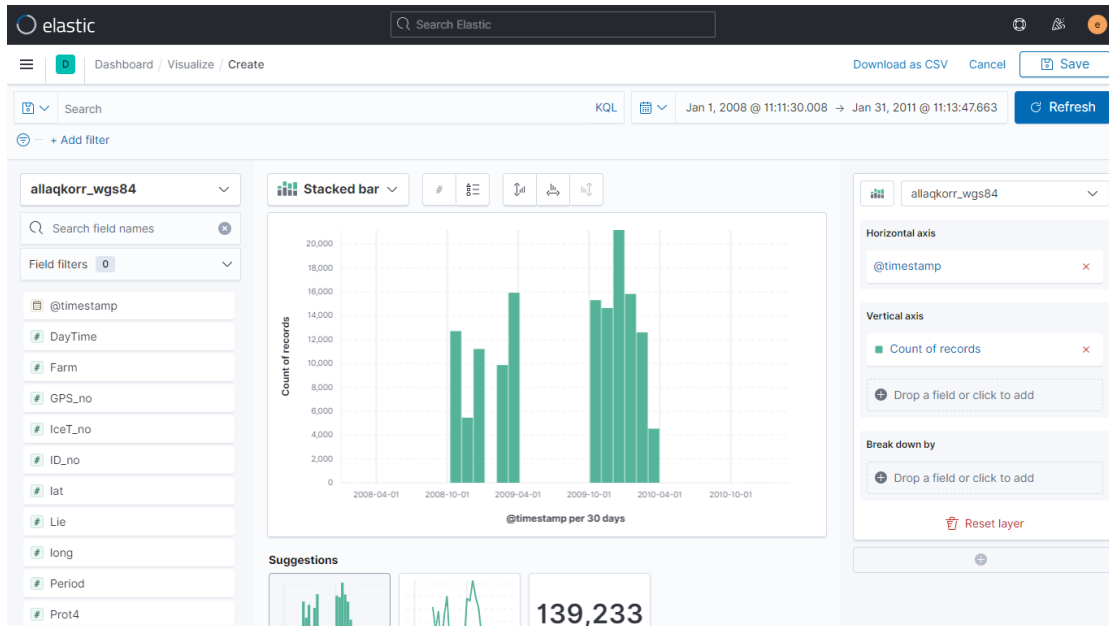 elastic
Search Elastic
e
D
Dashboard / Visualize / Create
Download as CSV
Cancel
Save
Search
KQL
Jan 1, 2008 @ 11:11:30.008 → Jan 31, 2011 @ 11:13:47.663
Refresh
+ Add filter
allaqkorr_wgs84
Search field names
Field filters 0
@timestamp
# DayTime
# Farm
# GPS_no
# IceT_no
# ID_no
# lat
# Lie
# long
# Period
# Prot4
Stacked bar
#
Count of records
20,000
18,000
16,000
14,000
12,000
10,000
8,000
6,000
4,000
2,000
0
2008-04-01 2008-10-01 2009-04-01 2009-10-01 2010-04-01 2010-10-01
@timestamp per 30 days
Suggestions
139,233
allaqkorr_wgs84
Horizontal axis
@timestamp
Vertical axis
Count of records
Drop a field or click to add
Break down by
Drop a field or click to add
Reset layer